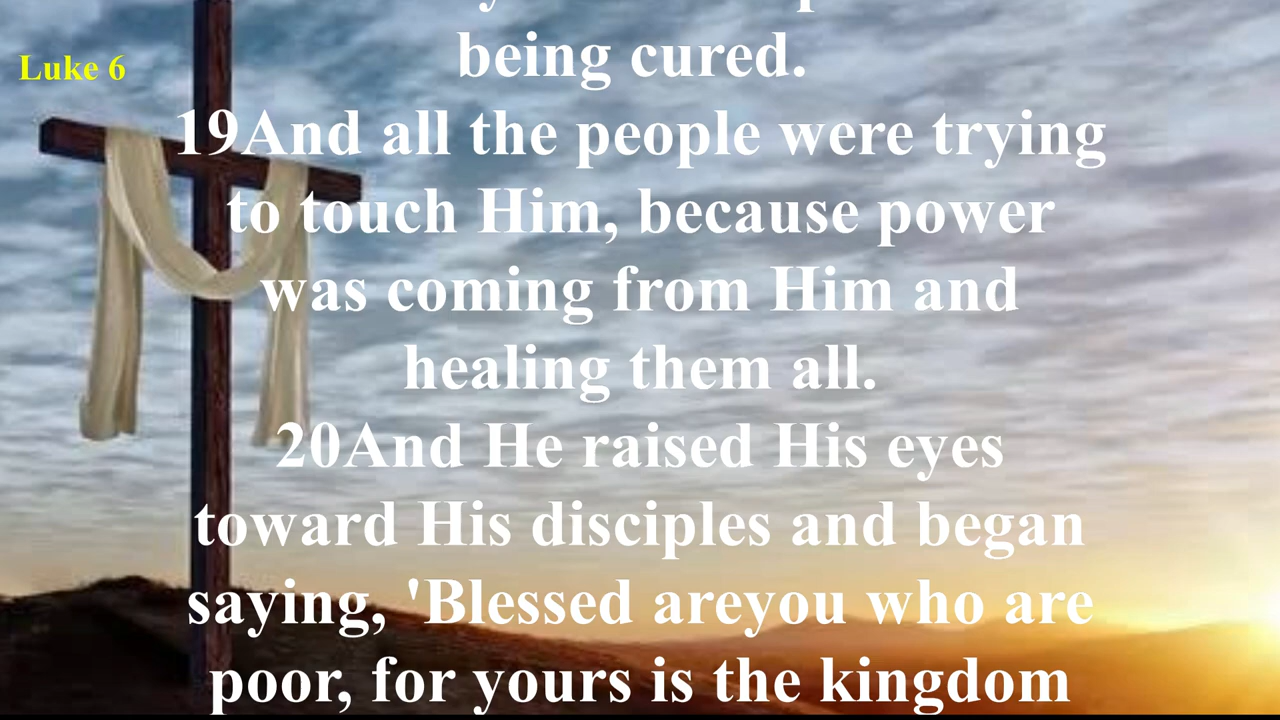 Luke 6
being cured.
19And all the people were trying
to touch Him, because power
was coming from Him and
healing them all.
20And He raised His eyes
toward His disciples and began
saying, 'Blessed areyou who are
poor, for yours is the kingdom